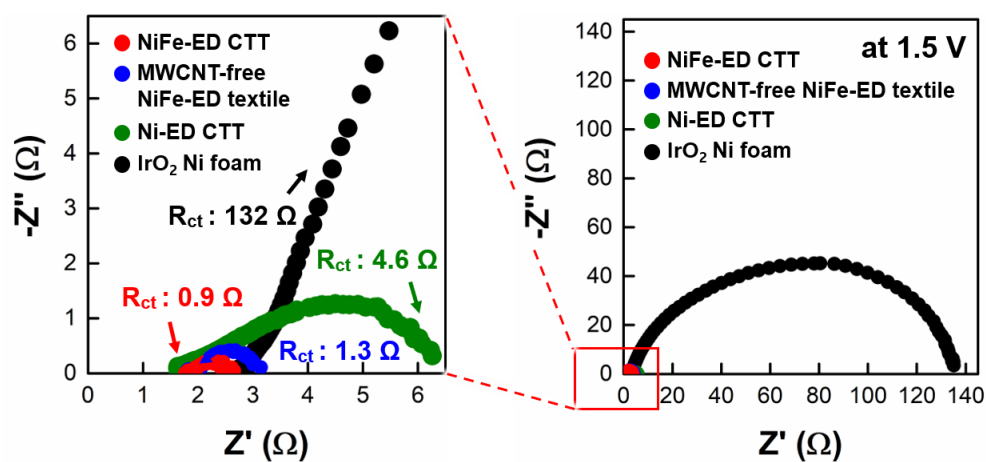 -Z" (Ω)
6
5
4
3
2
1
0
NiFe-ED CTT
MWCNT-free
NiFe-ED textile
Ni-ED CTT
IrO₂ Ni foam
Rct : 132 Ω
Rct : 4.6 Ω
Rct : 0.9 Ω
Rct : 1.3 Ω
0 1 2 3 4 5 6
Z' (Ω)
-Z" (Ω)
140
120
100
80
60
40
20
0
at 1.5 V
NiFe-ED CTT
MWCNT-free NiFe-ED textile
Ni-ED CTT
IrO₂ Ni foam
0 20 40 60 80 100 120 140
Z' (Ω)